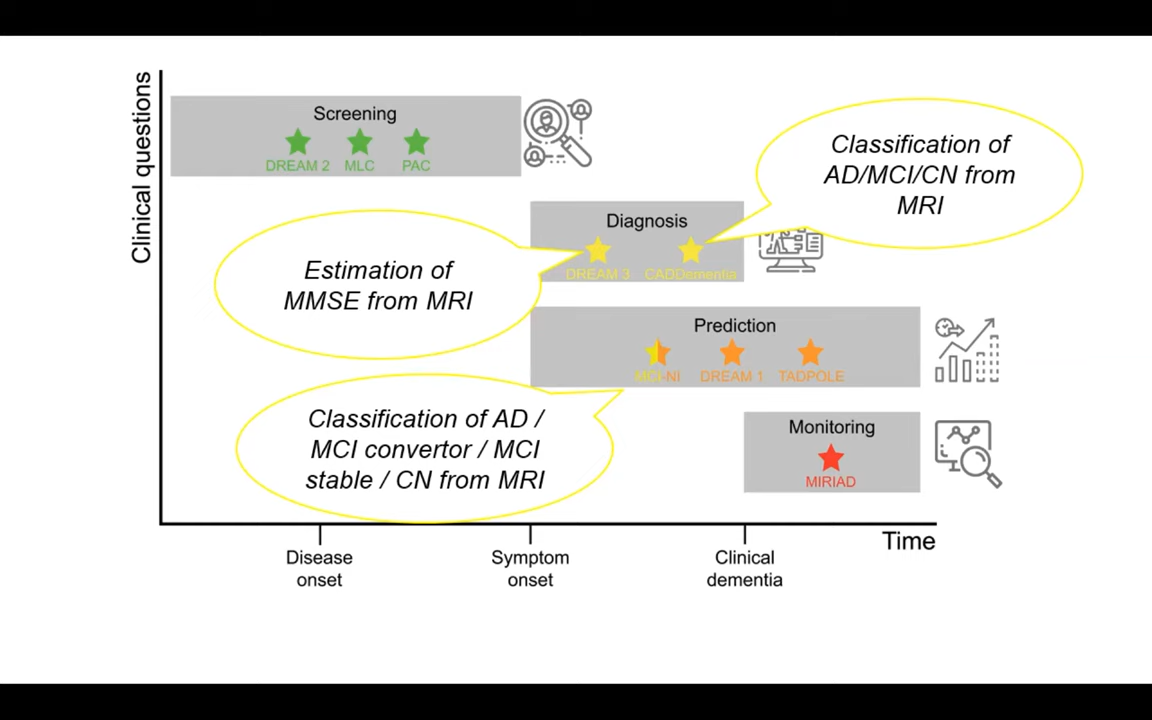 Clinical questions
Screening
DREAM 2 MLC PAC
Classification of
AD/MCI/CN from
MRI
Diagnosis
DREAM 3 CADDementia
Estimation of
MMSE from MRI
Prediction
MCI-NI DREAM 1 TADPOLE
Classification of AD /
MCI convertor / MCI
stable / CN from MRI
Monitoring
MIRIAD
Time
Disease
onset
Symptom
onset
Clinical
dementia